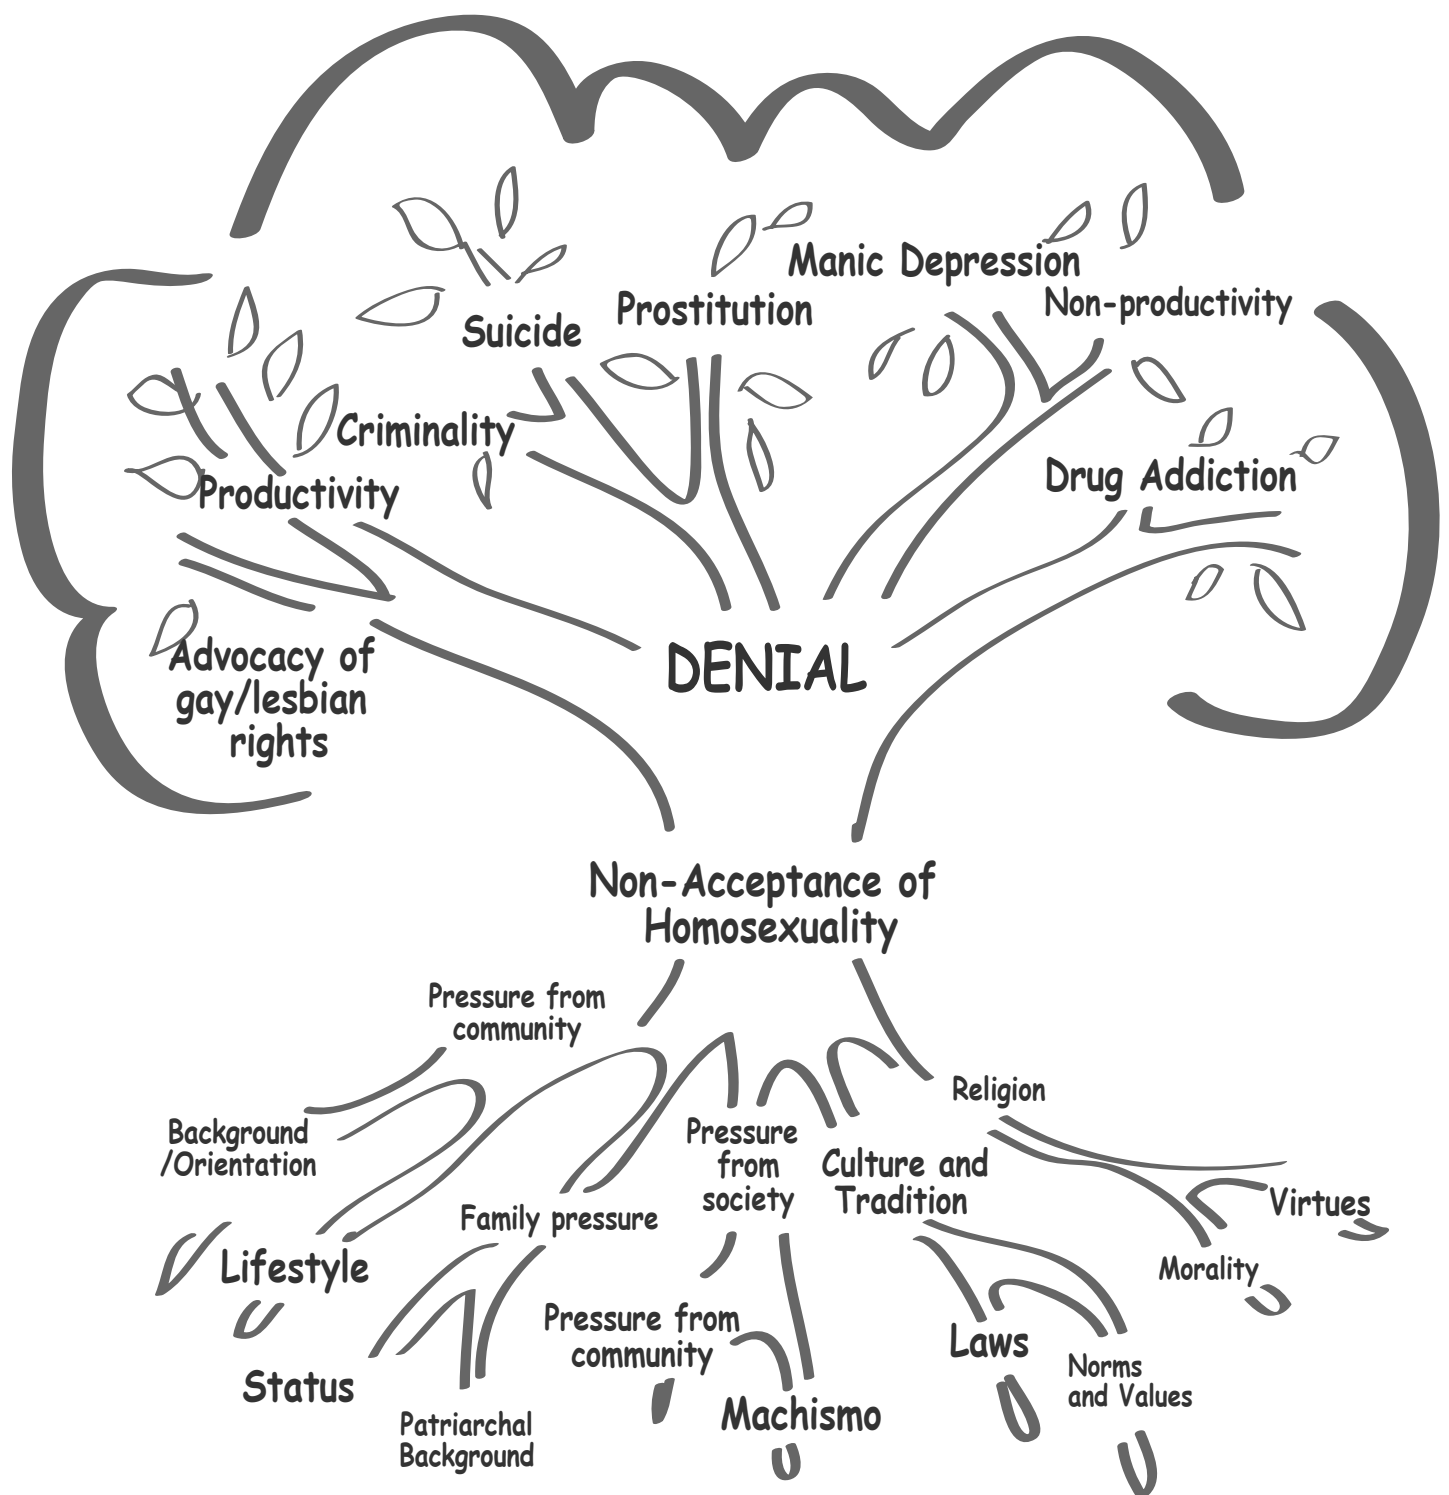 Manic Depression
Non-productivity
Prostitution
Suicide
Criminality
Productivity
Drug Addiction
Advocacy of
gay/lesbian
rights
DENIAL
Non-Acceptance of
Homosexuality
Pressure from
community
Religion
Background
/Orientation
Pressure
from
society
Culture and
Tradition
Virtues
Family pressure
Lifestyle
Morality
Pressure from
community
Laws
Norms
and Values
Status
Machismo
Patriarchal
Background